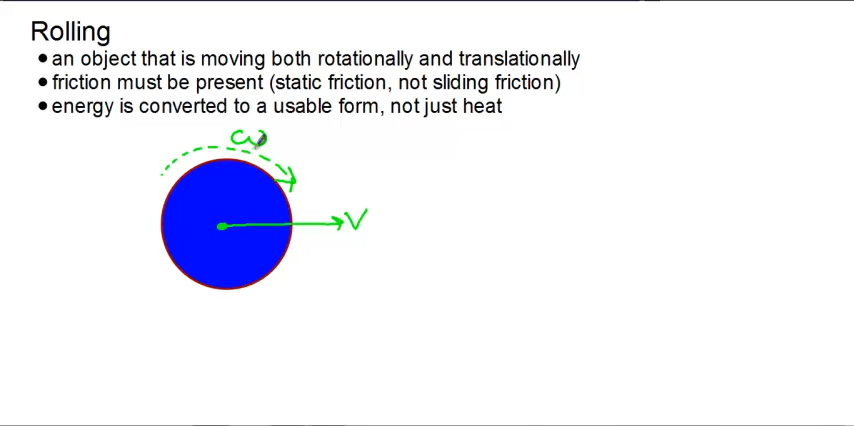 Rolling
• an object that is moving both rotationally and translationally
• friction must be present (static friction, not sliding friction)
• energy is converted to a usable form, not just heat
ω
V